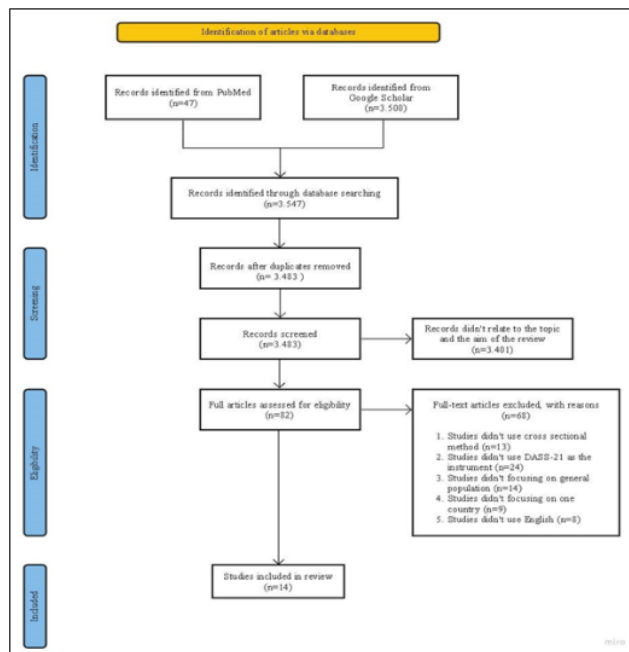 Identification of articles via databases
Identification
Records identified from PubMed
(n=47)
Records identified from
Google Scholar
(n=3.500)
Records identified through database searching
(n=3.547)
Screening
Records after duplicates removed
(n= 3.483 )
Records screened
(n=3.483)
Records didn't relate to the topic
and the aim of the review
(n=3.401)
Eligibility
Full articles assessed for eligibility
(n=82)
Full-text articles excluded, with reasons
(n=68)
1. Studies didn't use cross sectional
method (n=13)
2. Studies didn't use DASS-21 as the
instrument (n=24)
3. Studies didn't focusing on general
population (n=14)
4. Studies didn't focusing on one
country (n=9)
5. Studies didn't use English (n=8)
Included
Studies included in review
(n=14)
miro